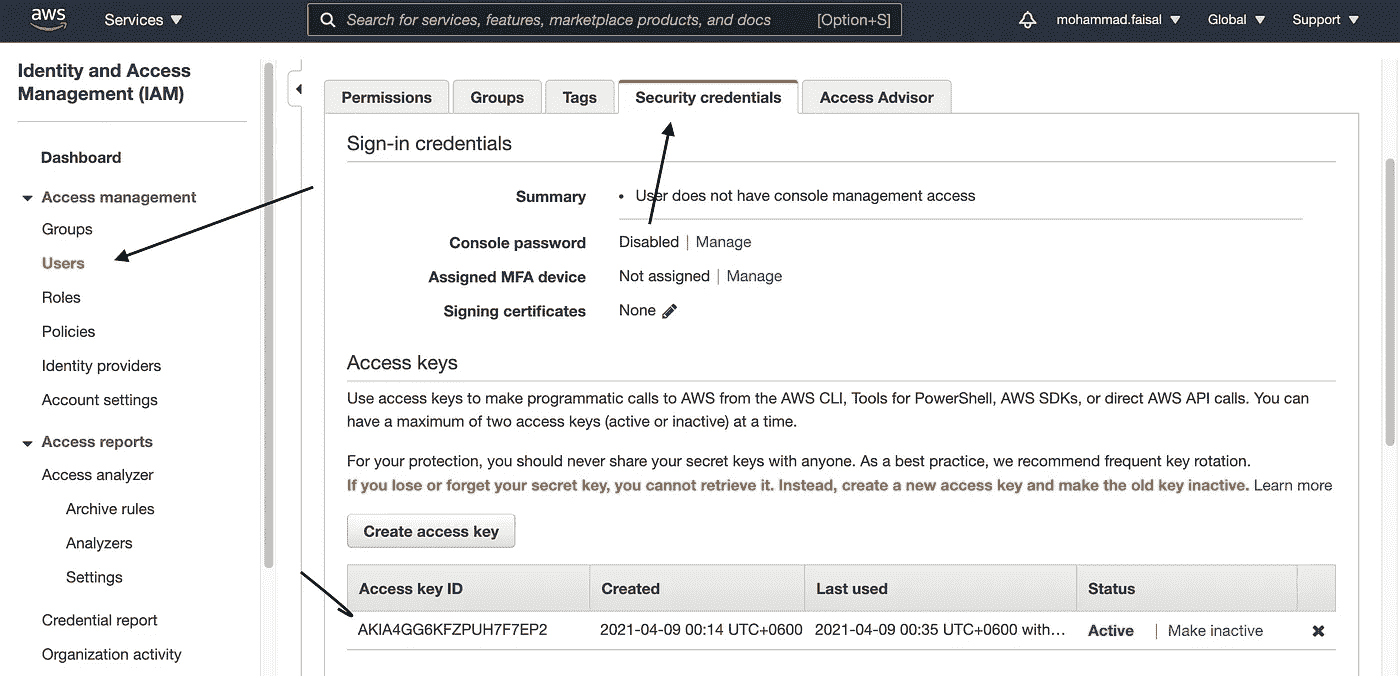 aws Services Search for services, features, marketplace products, and docs [Option+S] mohammad.faisal Global Support
Identity and Access
Management (IAM)
Dashboard
Access management
Groups
Users
Roles
Policies
Identity providers
Account settings
Access reports
Access analyzer
Archive rules
Analyzers
Settings
Credential report
Organization activity
Permissions Groups Tags Security credentials Access Advisor
Sign-in credentials
Summary • User does not have console management access
Console password Disabled | Manage
Assigned MFA device Not assigned | Manage
Signing certificates None
Access keys
Use access keys to make programmatic calls to AWS from the AWS CLI, Tools for PowerShell, AWS SDKs, or direct AWS API calls. You can
have a maximum of two access keys (active or inactive) at a time.
For your protection, you should never share your secret keys with anyone. As a best practice, we recommend frequent key rotation.
If you lose or forget your secret key, you cannot retrieve it. Instead, create a new access key and make the old key inactive. Learn more
Create access key
Access key ID Created Last used Status
AKIA4GG6KFZPUH7F7EP2 2021-04-09 00:14 UTC+0600 2021-04-09 00:35 UTC+0600 with… Active | Make inactive